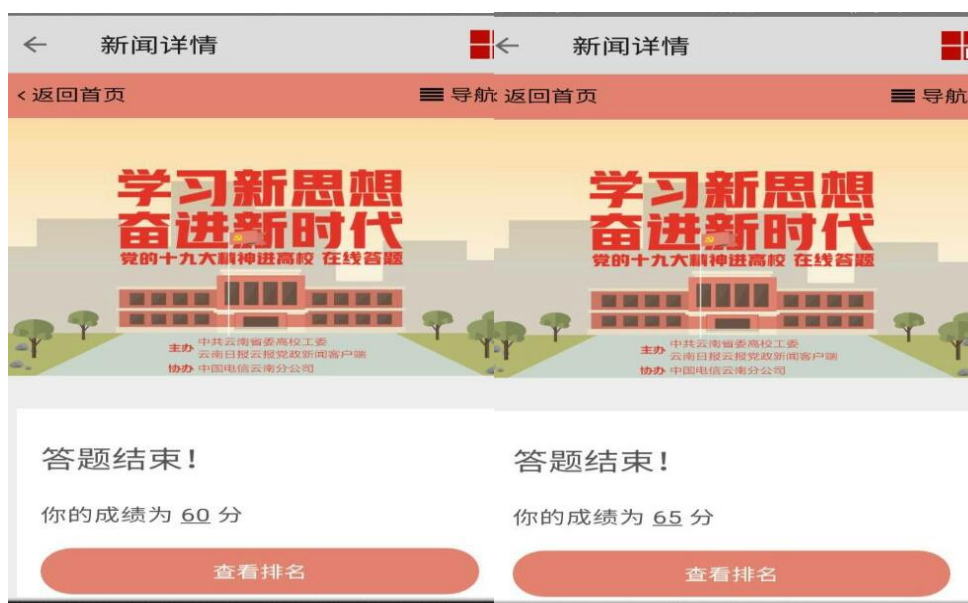 新闻详情
返回首页
导航
学习新思想
奋进新时代
党的十九大精神进高校 在线答题
主办 中共云南省委高校工委
云南日报云报党政新闻客户端
协办 中国电信云南分公司
答题结束!
你的成绩为 60 分
查看排名
新闻详情
返回首页
导航
学习新思想
奋进新时代
党的十九大精神进高校 在线答题
主办 中共云南省委高校工委
云南日报云报党政新闻客户端
协办 中国电信云南分公司
答题结束!
你的成绩为 65 分
查看排名